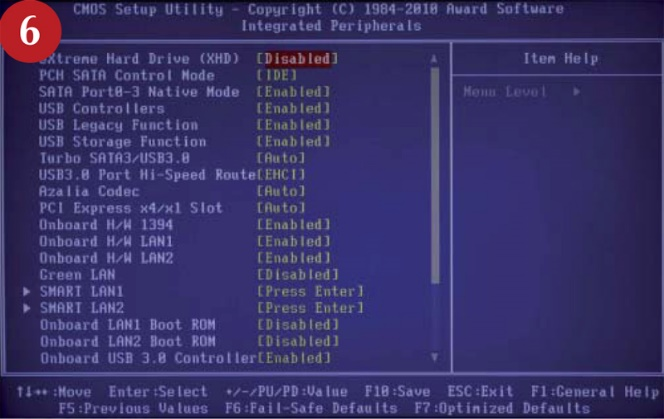 CMOS Setup Utility - Copyright (C) 1984-2010 Award Software
Integrated Peripherals
6
eXtreme Hard Drive (XHD) [Disabled]
PCH SATA Control Mode [IDE]
SATA Port0-3 Native Mode [Enabled]
USB Controllers [Enabled]
USB Legacy Function [Enabled]
USB Storage Function [Enabled]
Turbo SATA3/USB3.0 [Auto]
USB3.0 Port Hi-Speed Route[EHCI]
Azalia Codec [Auto]
PCI Express x4/x1 Slot [Auto]
Onboard H/W 1394 [Enabled]
Onboard H/W LAN1 [Enabled]
Onboard H/W LAN2 [Enabled]
Green LAN [Disabled]
▶ SMART LAN1 [Press Enter]
▶ SMART LAN2 [Press Enter]
Onboard LAN1 Boot ROM [Disabled]
Onboard LAN2 Boot ROM [Disabled]
Onboard USB 3.0 Controller[Enabled]
Item Help
Menu Level ▶
↑↓→←:Move Enter:Select +/-/PU/PD:Value F10:Save ESC:Exit F1:General Help
F5:Previous Values F6:Fail-Safe Defaults F7:Optimized Defaults